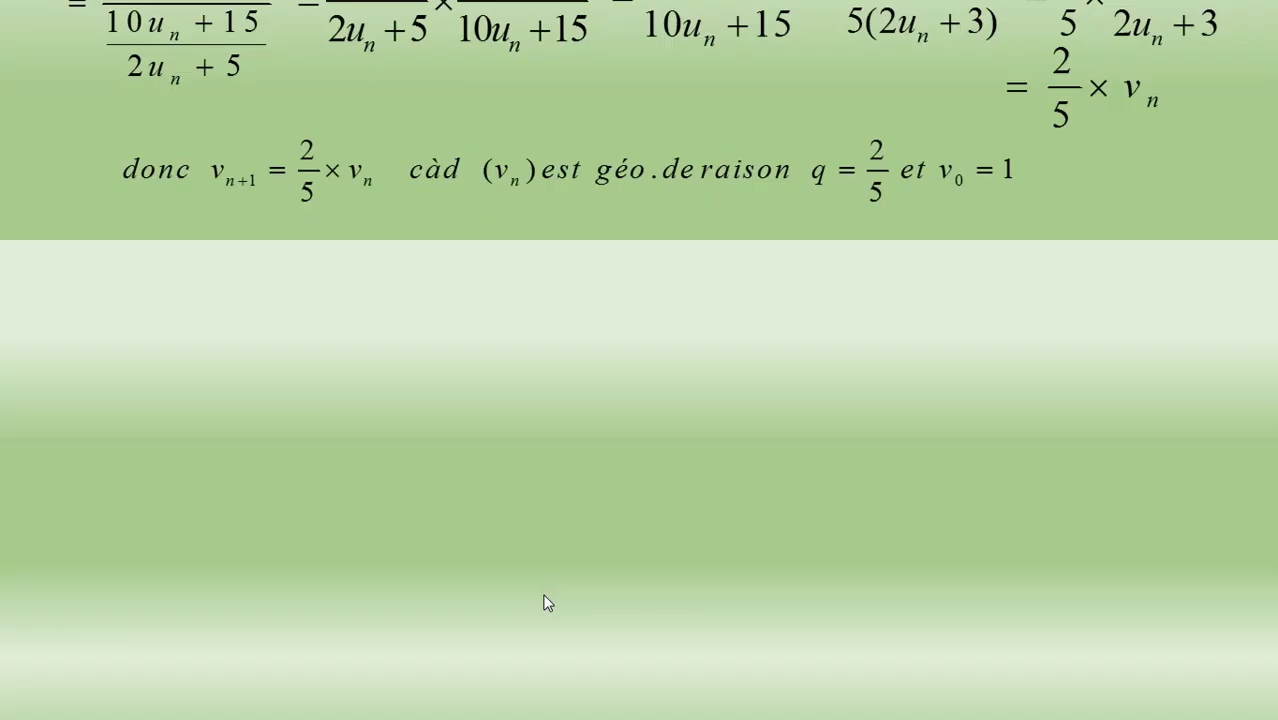 = 10u_n + 15 / 2u_n + 5 = 2u_n + 5 × 10u_n + 15 = 10u_n + 15 5(2u_n + 3) = 5 × 2u_n + 3
= 2/5 × v_n
donc v_{n+1} = 2/5 × v_n càd (v_n) est géo. de raison q = 2/5 et v_0 = 1